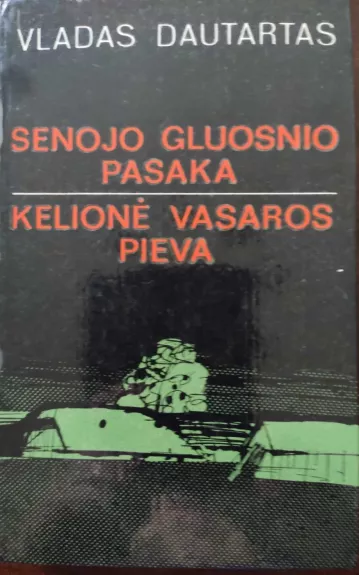 VLADAS DAUTARTAS
SENOJO GLUOSNIO
PASAKA
KELIONĖ VASAROS
PIEVA